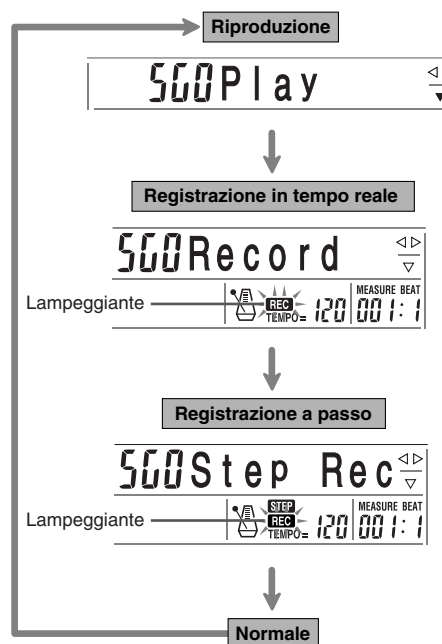 Riproduzione
SG0Play
Registrazione in tempo reale
SG0Record
Lampeggiante
REC
TEMPO= 120
MEASURE BEAT
001:1
Registrazione a passo
SG0Step Rec
Lampeggiante
STEP
REC
TEMPO= 120
MEASURE BEAT
001:1
Normale